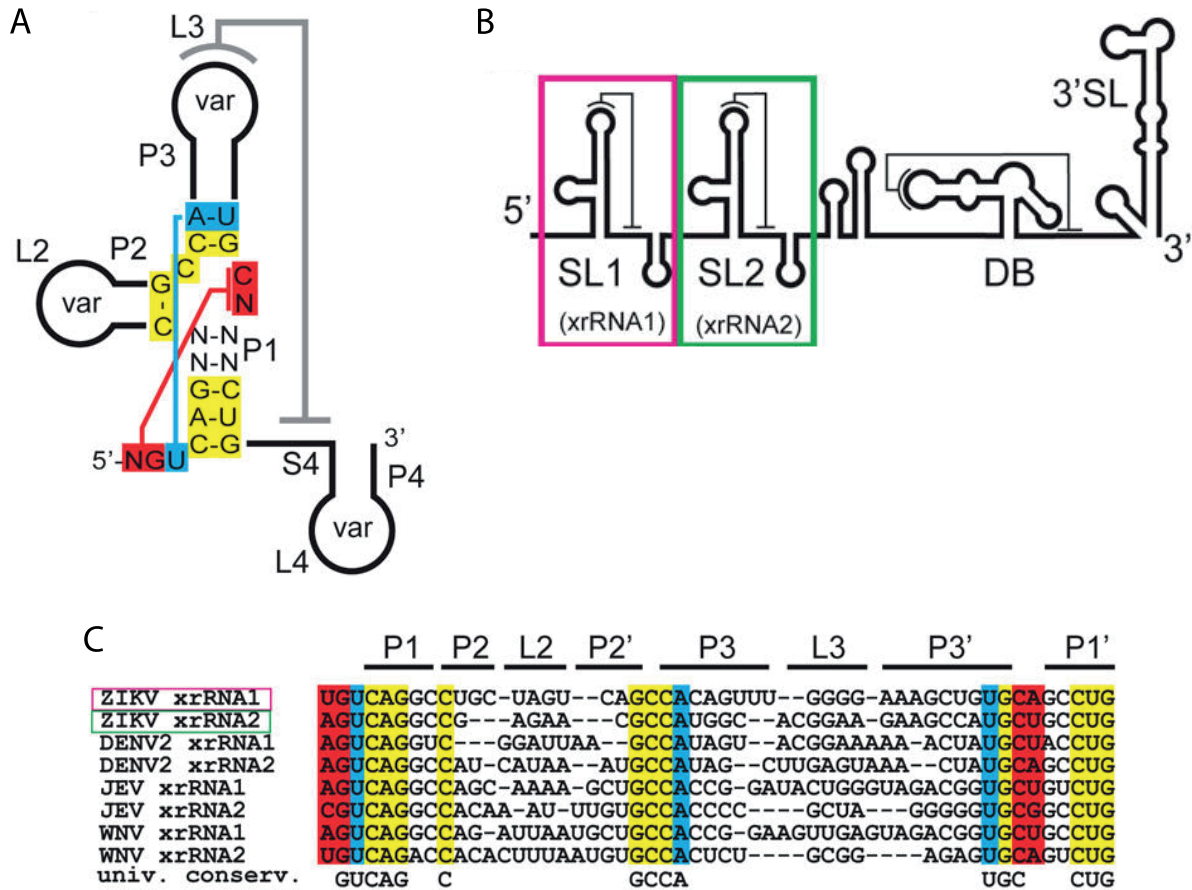 A
B
L3
var
P3
A-U
C-G
C
L2
P2
var
G
-
C
C
N
N-N
N-N
P1
G-C
A-U
C-G
5'-NGU
S4
3'
P4
var
L4
3'SL
5'
SL1
SL2
DB
3'
(xrRNA1)
(xrRNA2)
C
P1 P2 L2 P2' P3 L3 P3' P1'
ZIKV xrRNA1 UGUCAGGCCUGC-UAGU--CAGCCACAGUUU--GGGG-AAAGCUGUGCAGCCUG
ZIKV xrRNA2 AGUCAGGCCG---AGAA---CGCCAUGGC--ACGGAA-GAAGCCAUGCUGCCUG
DENV2 xrRNA1 AGUCAGGUC---GGAUUAA--GCCAUAGU--ACGGAAAAA-ACUAUGCUACCUG
DENV2 xrRNA2 AGUCAGGCCAU-CAUAA--AUGCCAUAG--CUUGAGUAAA--CUAUGCAGCCUG
JEV xrRNA1 AGUCAGGCCAGC-AAAA-GCUGCCACCG-GAUACUGGGUAGACGGUGCUGUCUG
JEV xrRNA2 CGUCAGGCCACAA-AU-UUGUGCCACCCC----GCUA---GGGGGUGCGGCCUG
WNV xrRNA1 AGUCAGGCCAG-AUUAAUGCUGCCACCG-GAAGUUGAGUAGACGGUGCUGCCUG
WNV xrRNA2 UGUCAGACCACACUUUAAUGUGCCACUCU----GCGG----AGAGUGCAGUCUG
univ. conserv. GUCAG C GCCA UGC CUG